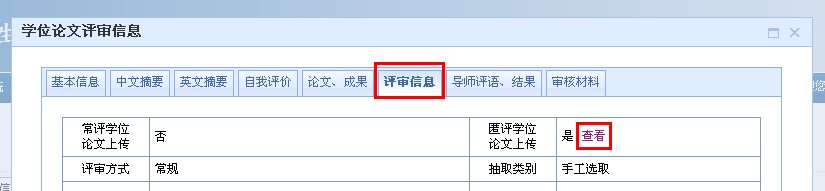 学位论文评审信息
基本信息 中文摘要 英文摘要 自我评价 论文、成果 评审信息 导师评语、结果 审核材料
常评学位
论文上传
否
匿评学位
论文上传
是 查看
评审方式 常规 抽取类别 手工选取